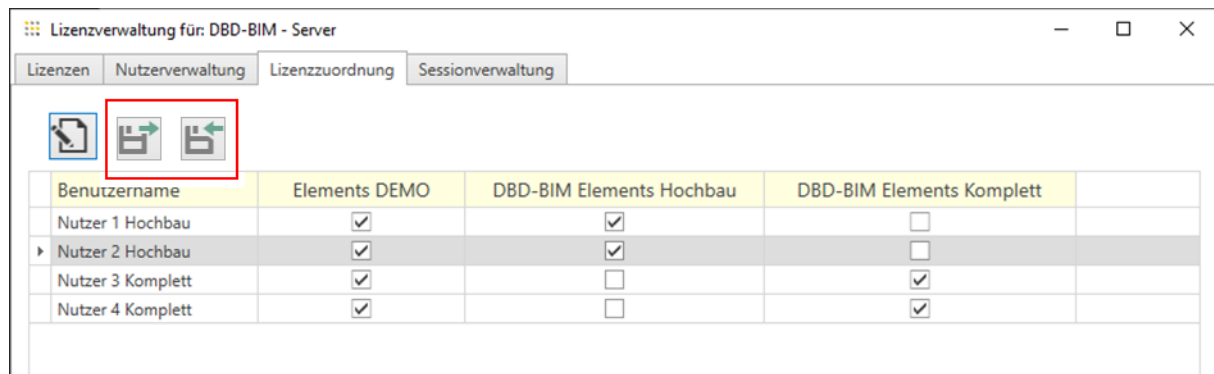 Lizenzverwaltung für: DBD-BIM - Server
Lizenzen Nutzerverwaltung Lizenzzuordnung Sessionverwaltung
Benutzername Elements DEMO DBD-BIM Elements Hochbau DBD-BIM Elements Komplett
Nutzer 1 Hochbau
Nutzer 2 Hochbau
Nutzer 3 Komplett
Nutzer 4 Komplett